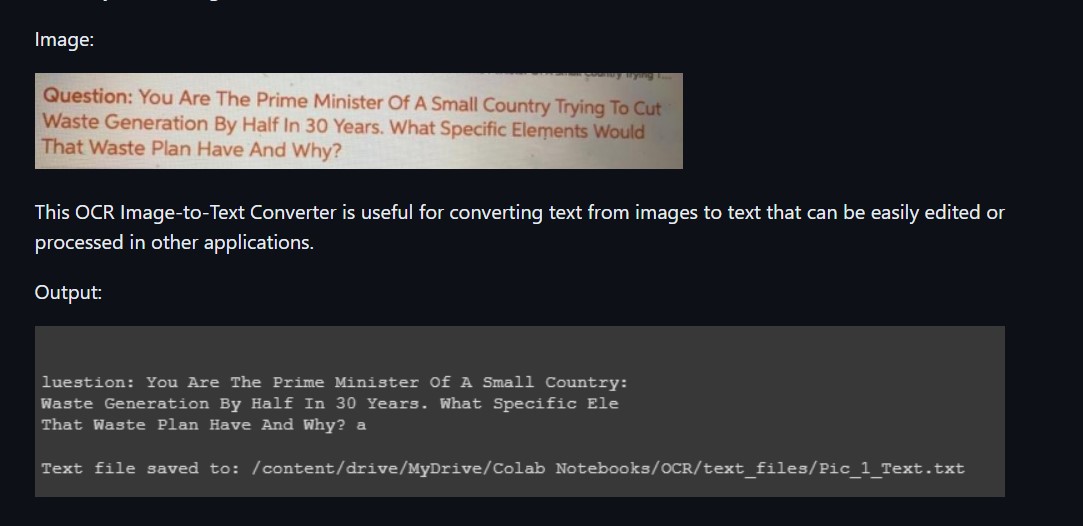 Image:
Country Trying
Question: You Are The Prime Minister Of A Small Country Trying To Cut
Waste Generation By Half In 30 Years. What Specific Elements Would
That Waste Plan Have And Why?
This OCR Image-to-Text Converter is useful for converting text from images to text that can be easily edited or
processed in other applications.
Output:
luestion: You Are The Prime Minister Of A Small Country:
Waste Generation By Half In 30 Years. What Specific Ele
That Waste Plan Have And Why? a
Text file saved to: /content/drive/MyDrive/Colab Notebooks/OCR/text_files/Pic_1_Text.txt